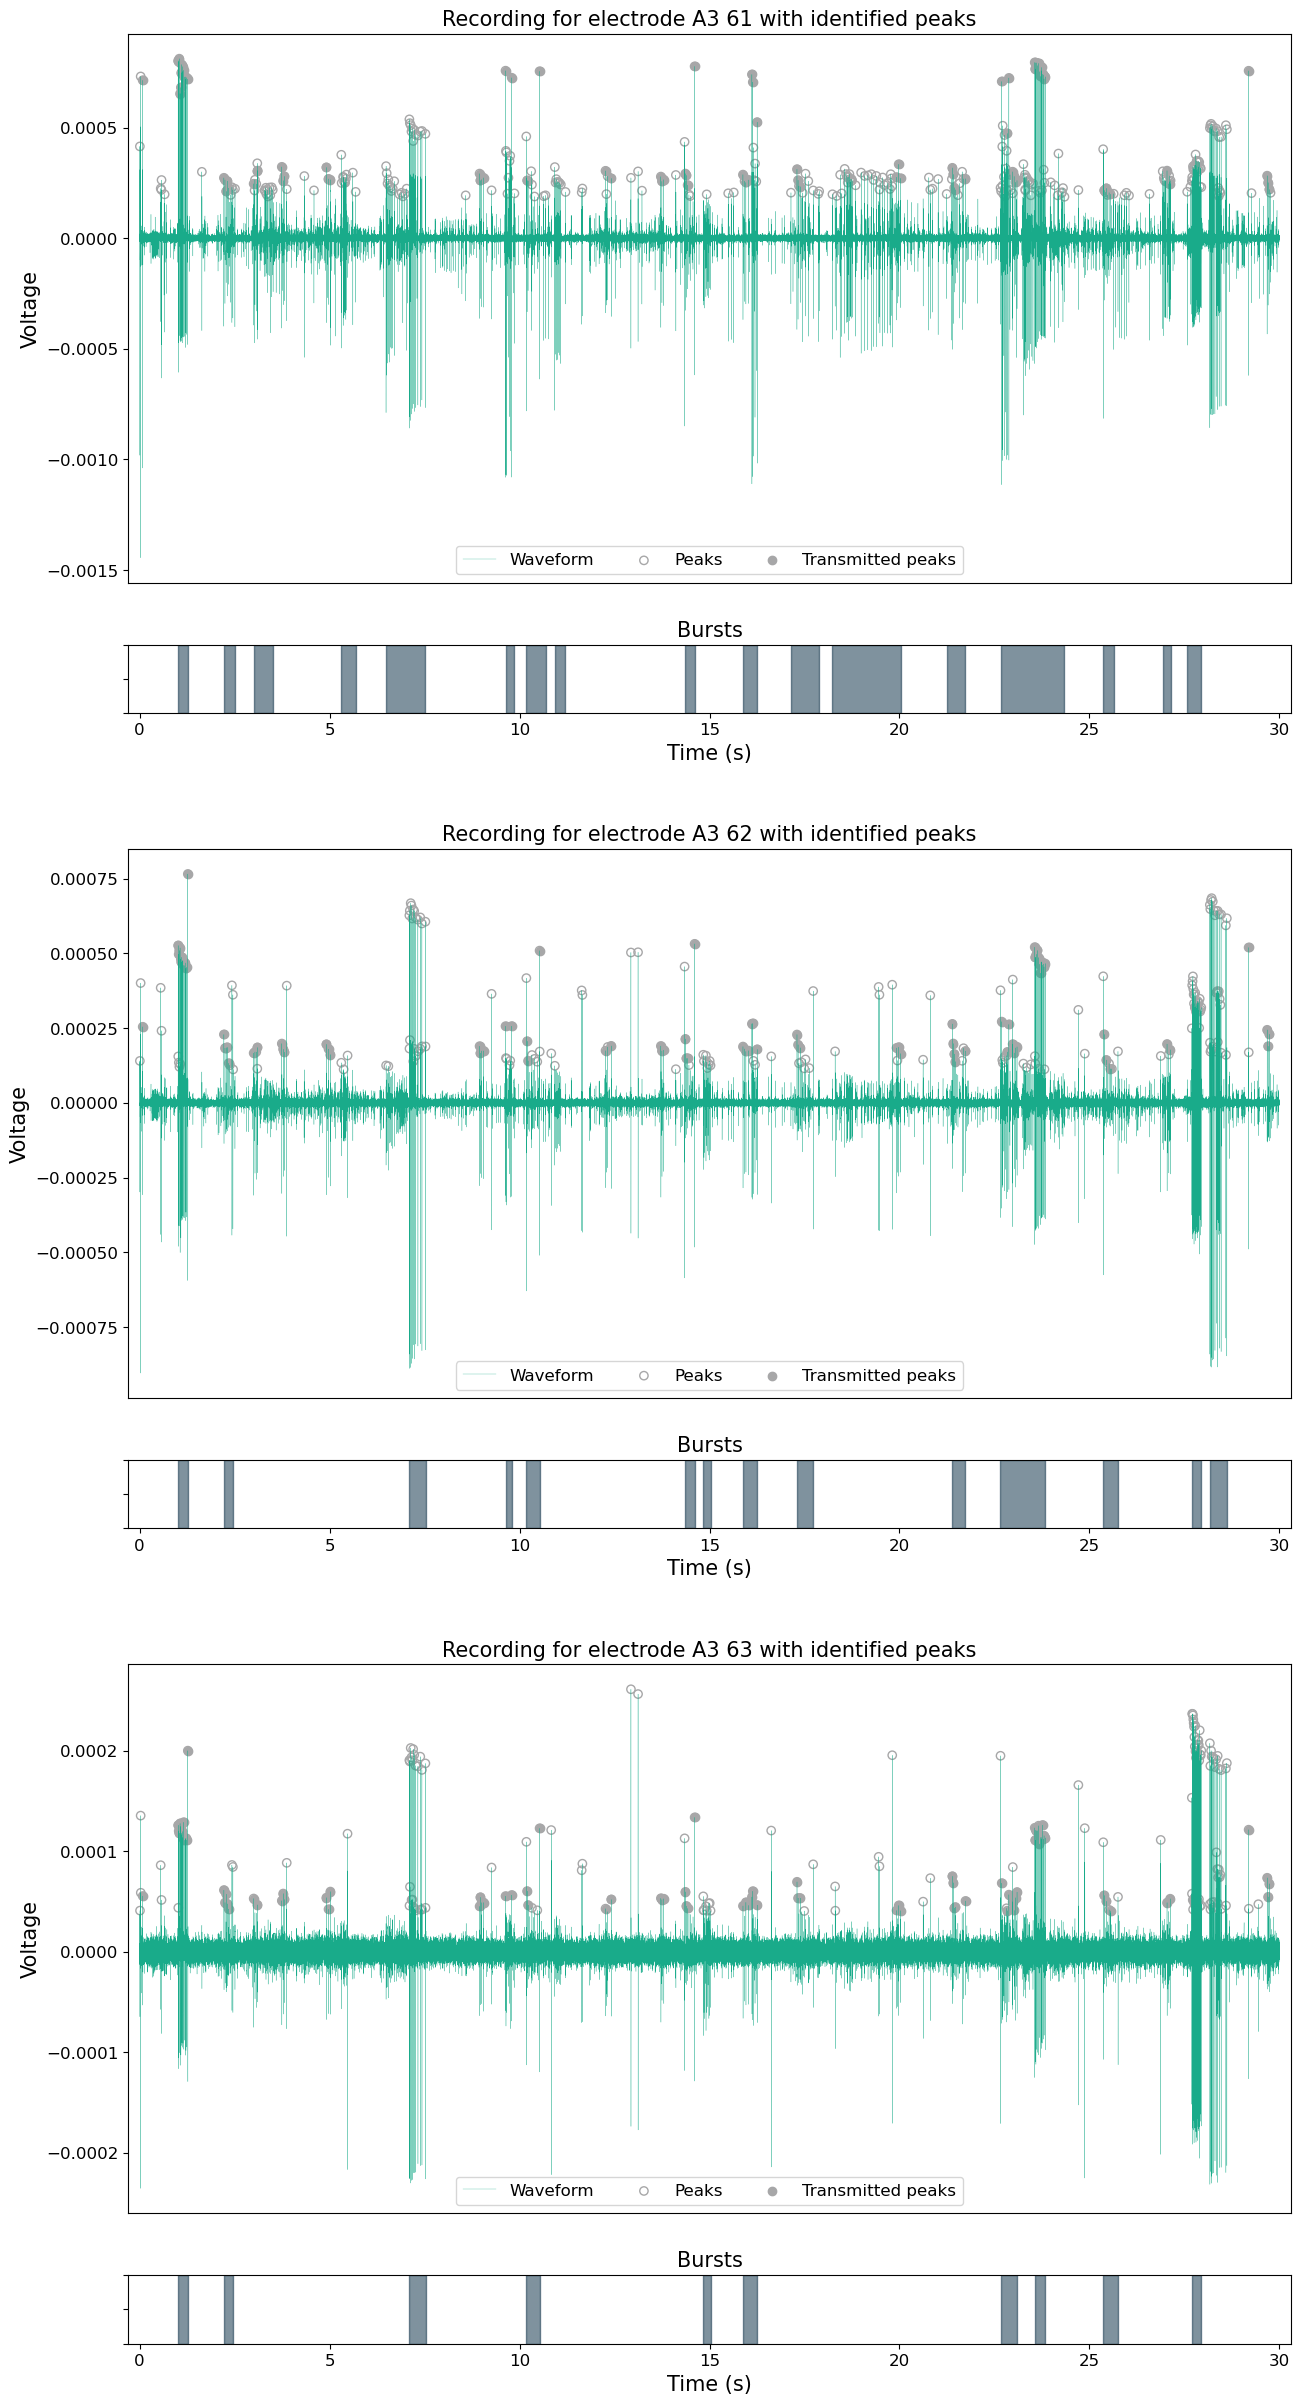 Recording for electrode A3 61 with identified peaks
0.0005
0.0000
−0.0005
−0.0010
−0.0015
Voltage
Waveform Peaks Transmitted peaks
Bursts
0 5 10 15 20 25 30
Time (s)
Recording for electrode A3 62 with identified peaks
0.00075
0.00050
0.00025
0.00000
−0.00025
−0.00050
−0.00075
Voltage
Waveform Peaks Transmitted peaks
Bursts
0 5 10 15 20 25 30
Time (s)
Recording for electrode A3 63 with identified peaks
0.0002
0.0001
0.0000
−0.0001
−0.0002
Voltage
Waveform Peaks Transmitted peaks
Bursts
0 5 10 15 20 25 30
Time (s)